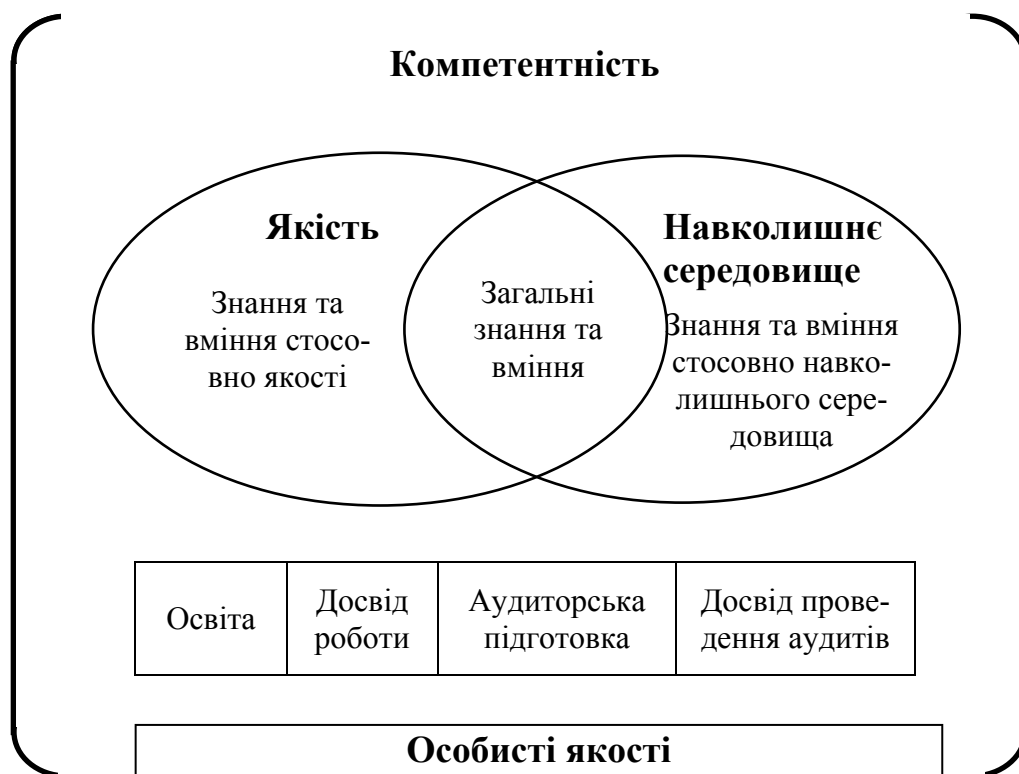 Компетентність
Якість
Знання та
вміння стосо-
вно якості
Загальні
знання та
вміння
Навколишнє
середовище
Знання та вміння
стосовно навко-
лишнього сере-
довища
Освіта
Досвід
роботи
Аудиторська
підготовка
Досвід прове-
дення аудитів
Особисті якості